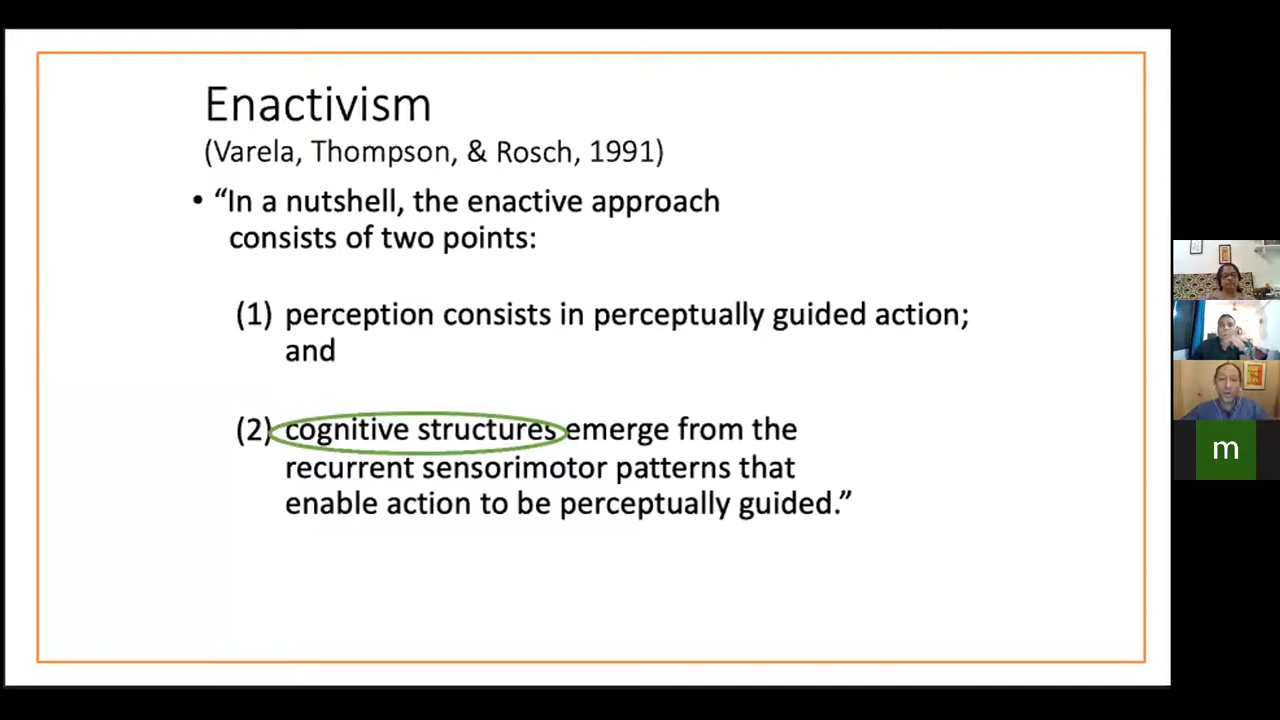 Enactivism
(Varela, Thompson, & Rosch, 1991)
• “In a nutshell, the enactive approach
consists of two points:
(1) perception consists in perceptually guided action;
and
(2) cognitive structures emerge from the
recurrent sensorimotor patterns that
enable action to be perceptually guided.”
m